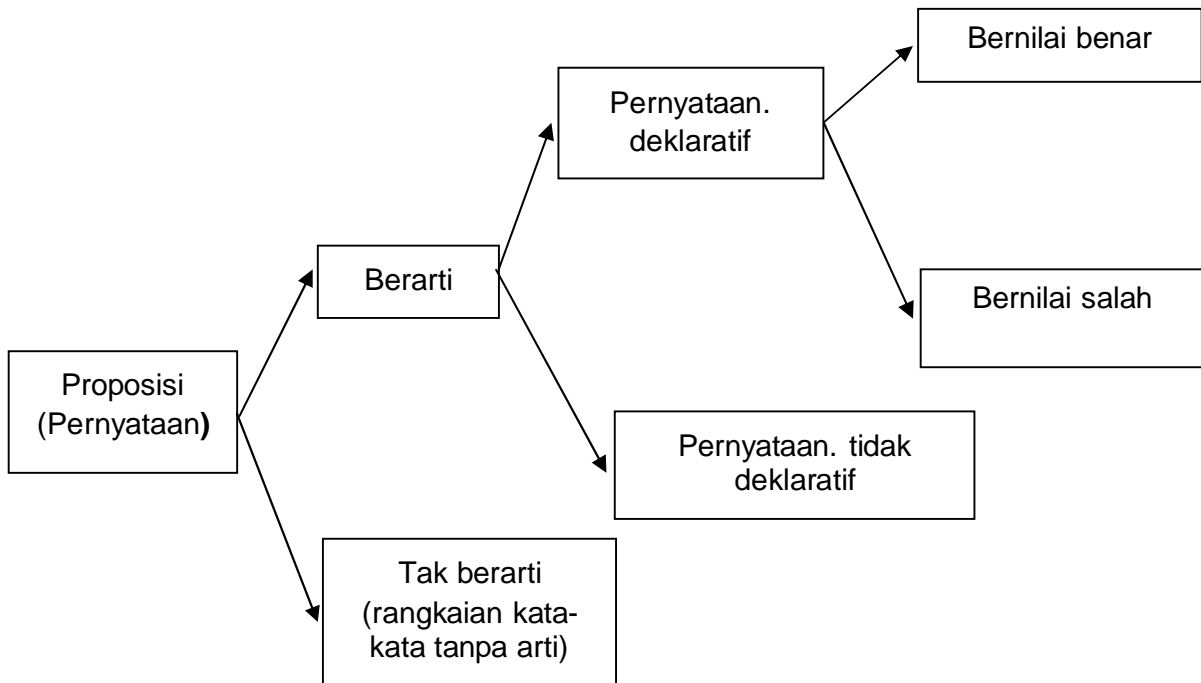 Bernilai benar
Pernyataan.
deklaratif
Berarti
Bernilai salah
Proposisi
(Pernyataan)
Pernyataan. tidak
deklaratif
Tak berarti
(rangkaian kata-
kata tanpa arti)